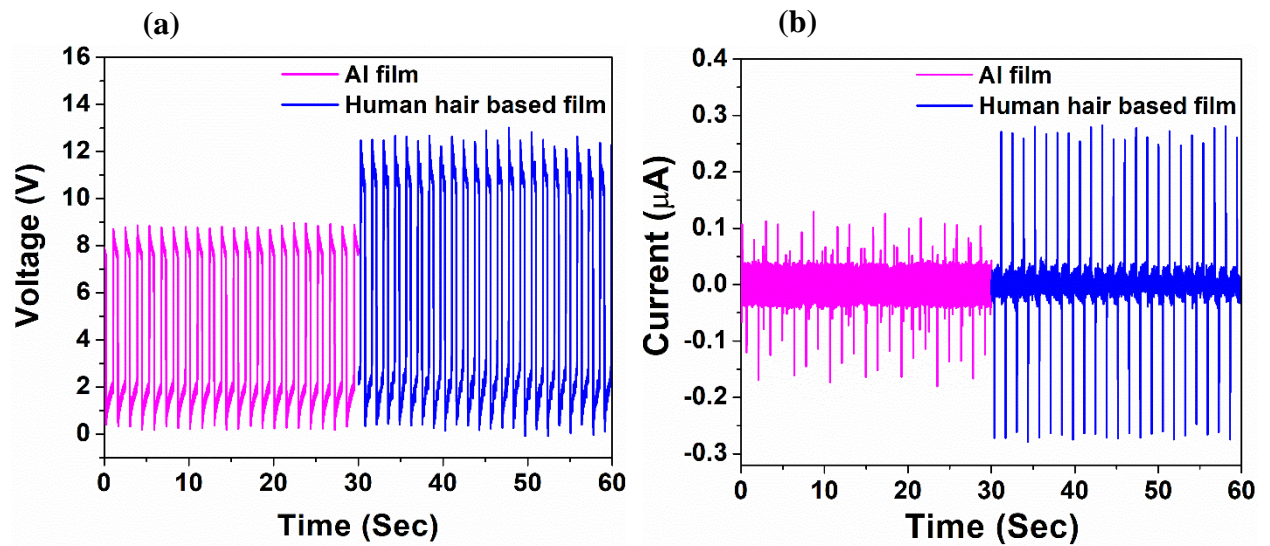 (a)
16
14
12
10
8
6
4
2
0
Voltage (V)
Al film
Human hair based film
0 10 20 30 40 50 60
Time (Sec)
(b)
0.4
0.3
0.2
0.1
0.0
-0.1
-0.2
-0.3
Current (μA)
Al film
Human hair based film
0 10 20 30 40 50 60
Time (Sec)